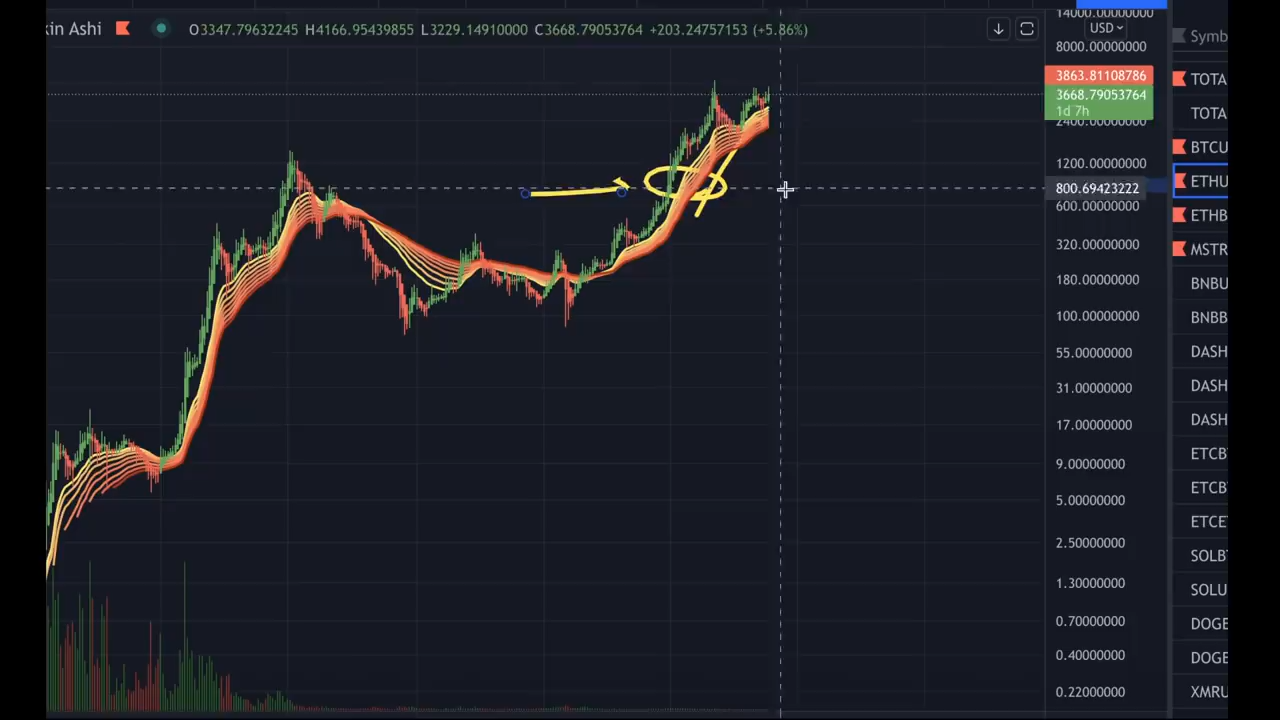 kin Ashi O3347.79632245 H4166.95439855 L3229.14910000 C3668.79053764 +203.24757153 (+5.86%)
USD
14000.00000000
8000.00000000
3863.81108786
3668.79053764
1d 7h
2400.00000000
1200.00000000
800.69423222
600.00000000
320.00000000
180.00000000
100.00000000
55.00000000
31.00000000
17.00000000
9.00000000
5.00000000
2.50000000
1.30000000
0.70000000
0.40000000
0.22000000
Symb
TOTA
TOTA
BTCU
ETHU
ETHB
MSTR
BNBU
BNBB
DASH
DASH
DASH
ETCB
ETCB
ETCE
SOLB
SOLU
DOGE
DOGE
XMRU